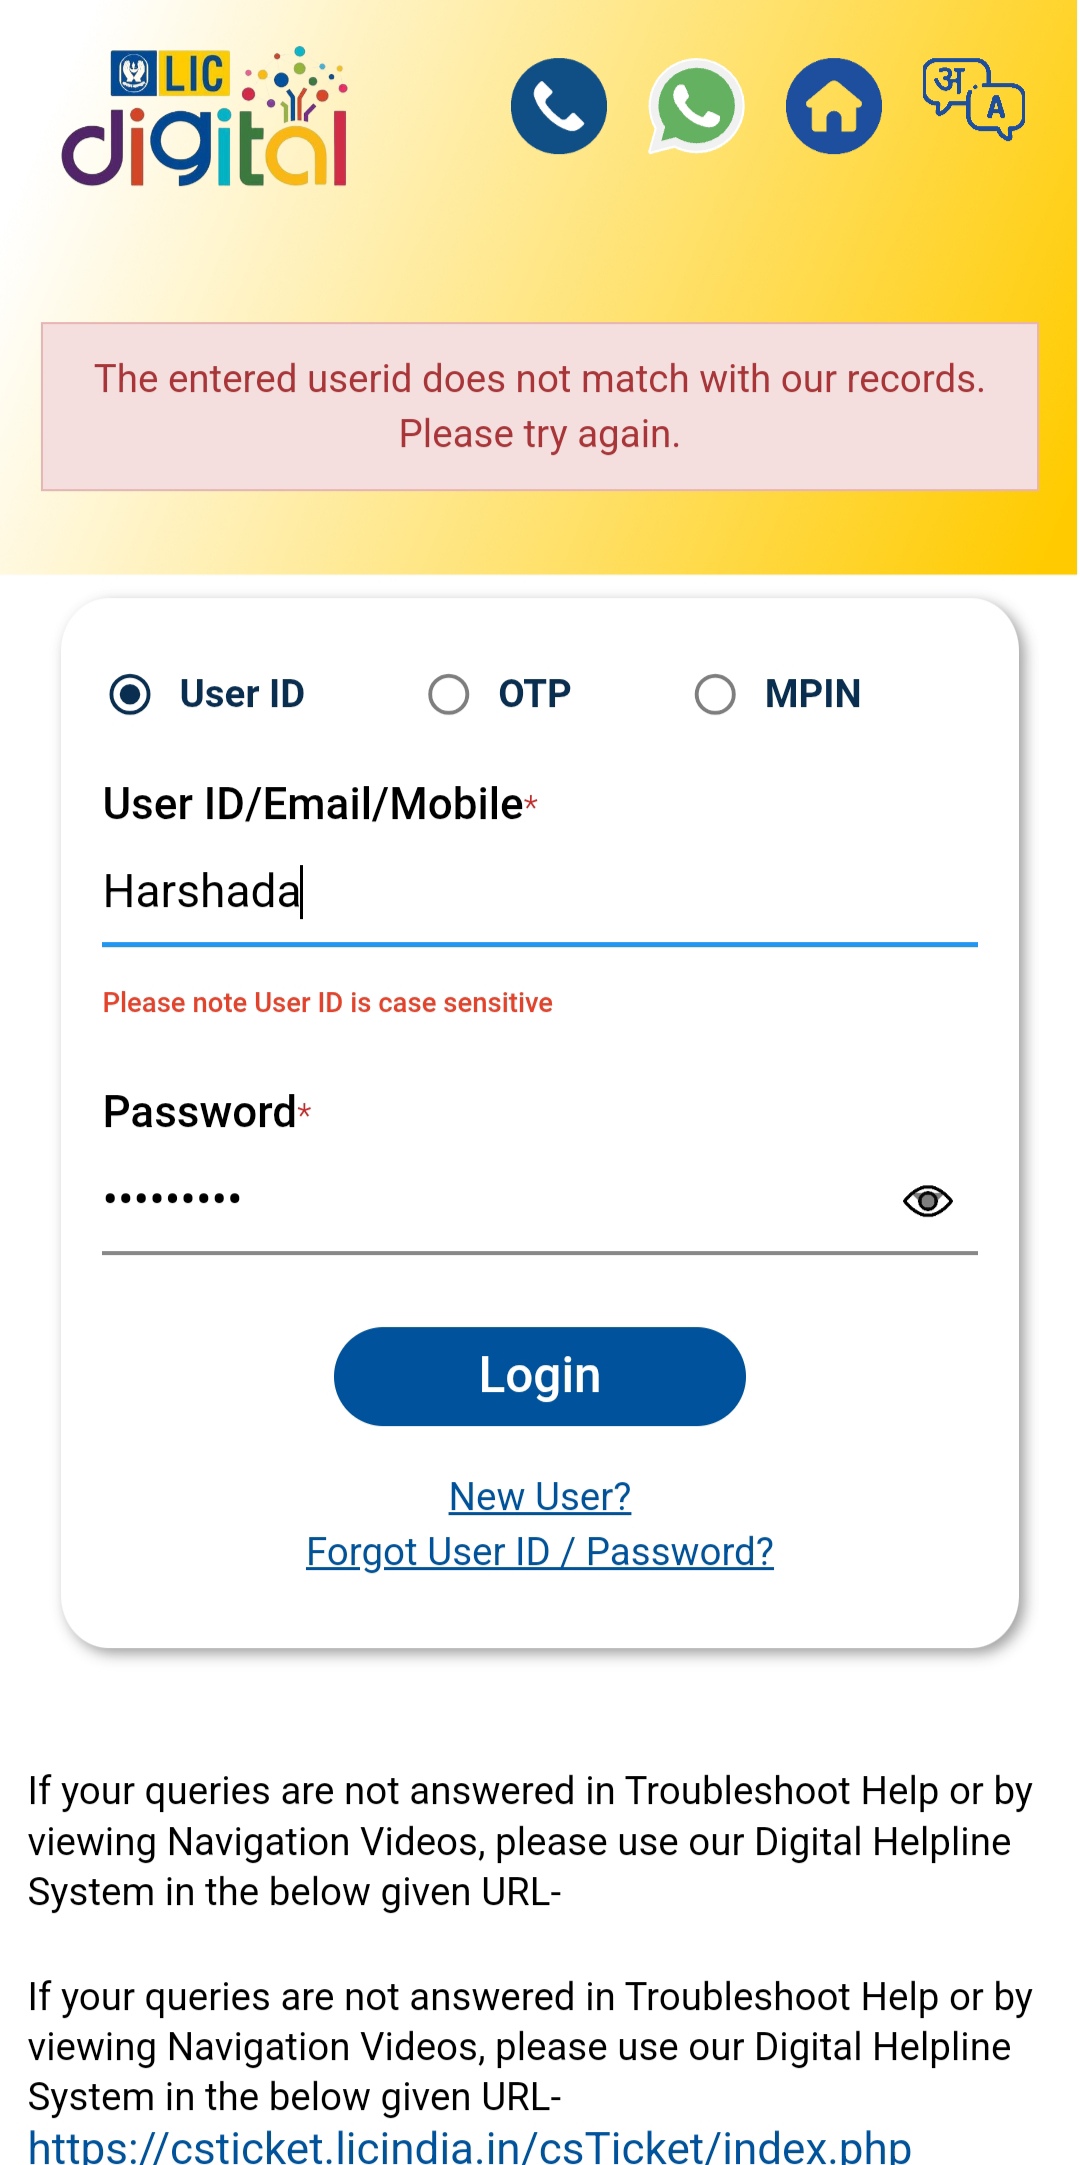 LIC
digital
अ
A
The entered userid does not match with our records.
Please try again.
User ID
OTP
MPIN
User ID/Email/Mobile*
Harshada
Please note User ID is case sensitive
Password*
•••••••••
Login
New User?
Forgot User ID / Password?
If your queries are not answered in Troubleshoot Help or by
viewing Navigation Videos, please use our Digital Helpline
System in the below given URL-
If your queries are not answered in Troubleshoot Help or by
viewing Navigation Videos, please use our Digital Helpline
System in the below given URL-
https://csticket.licindia.in/csTicket/index.php